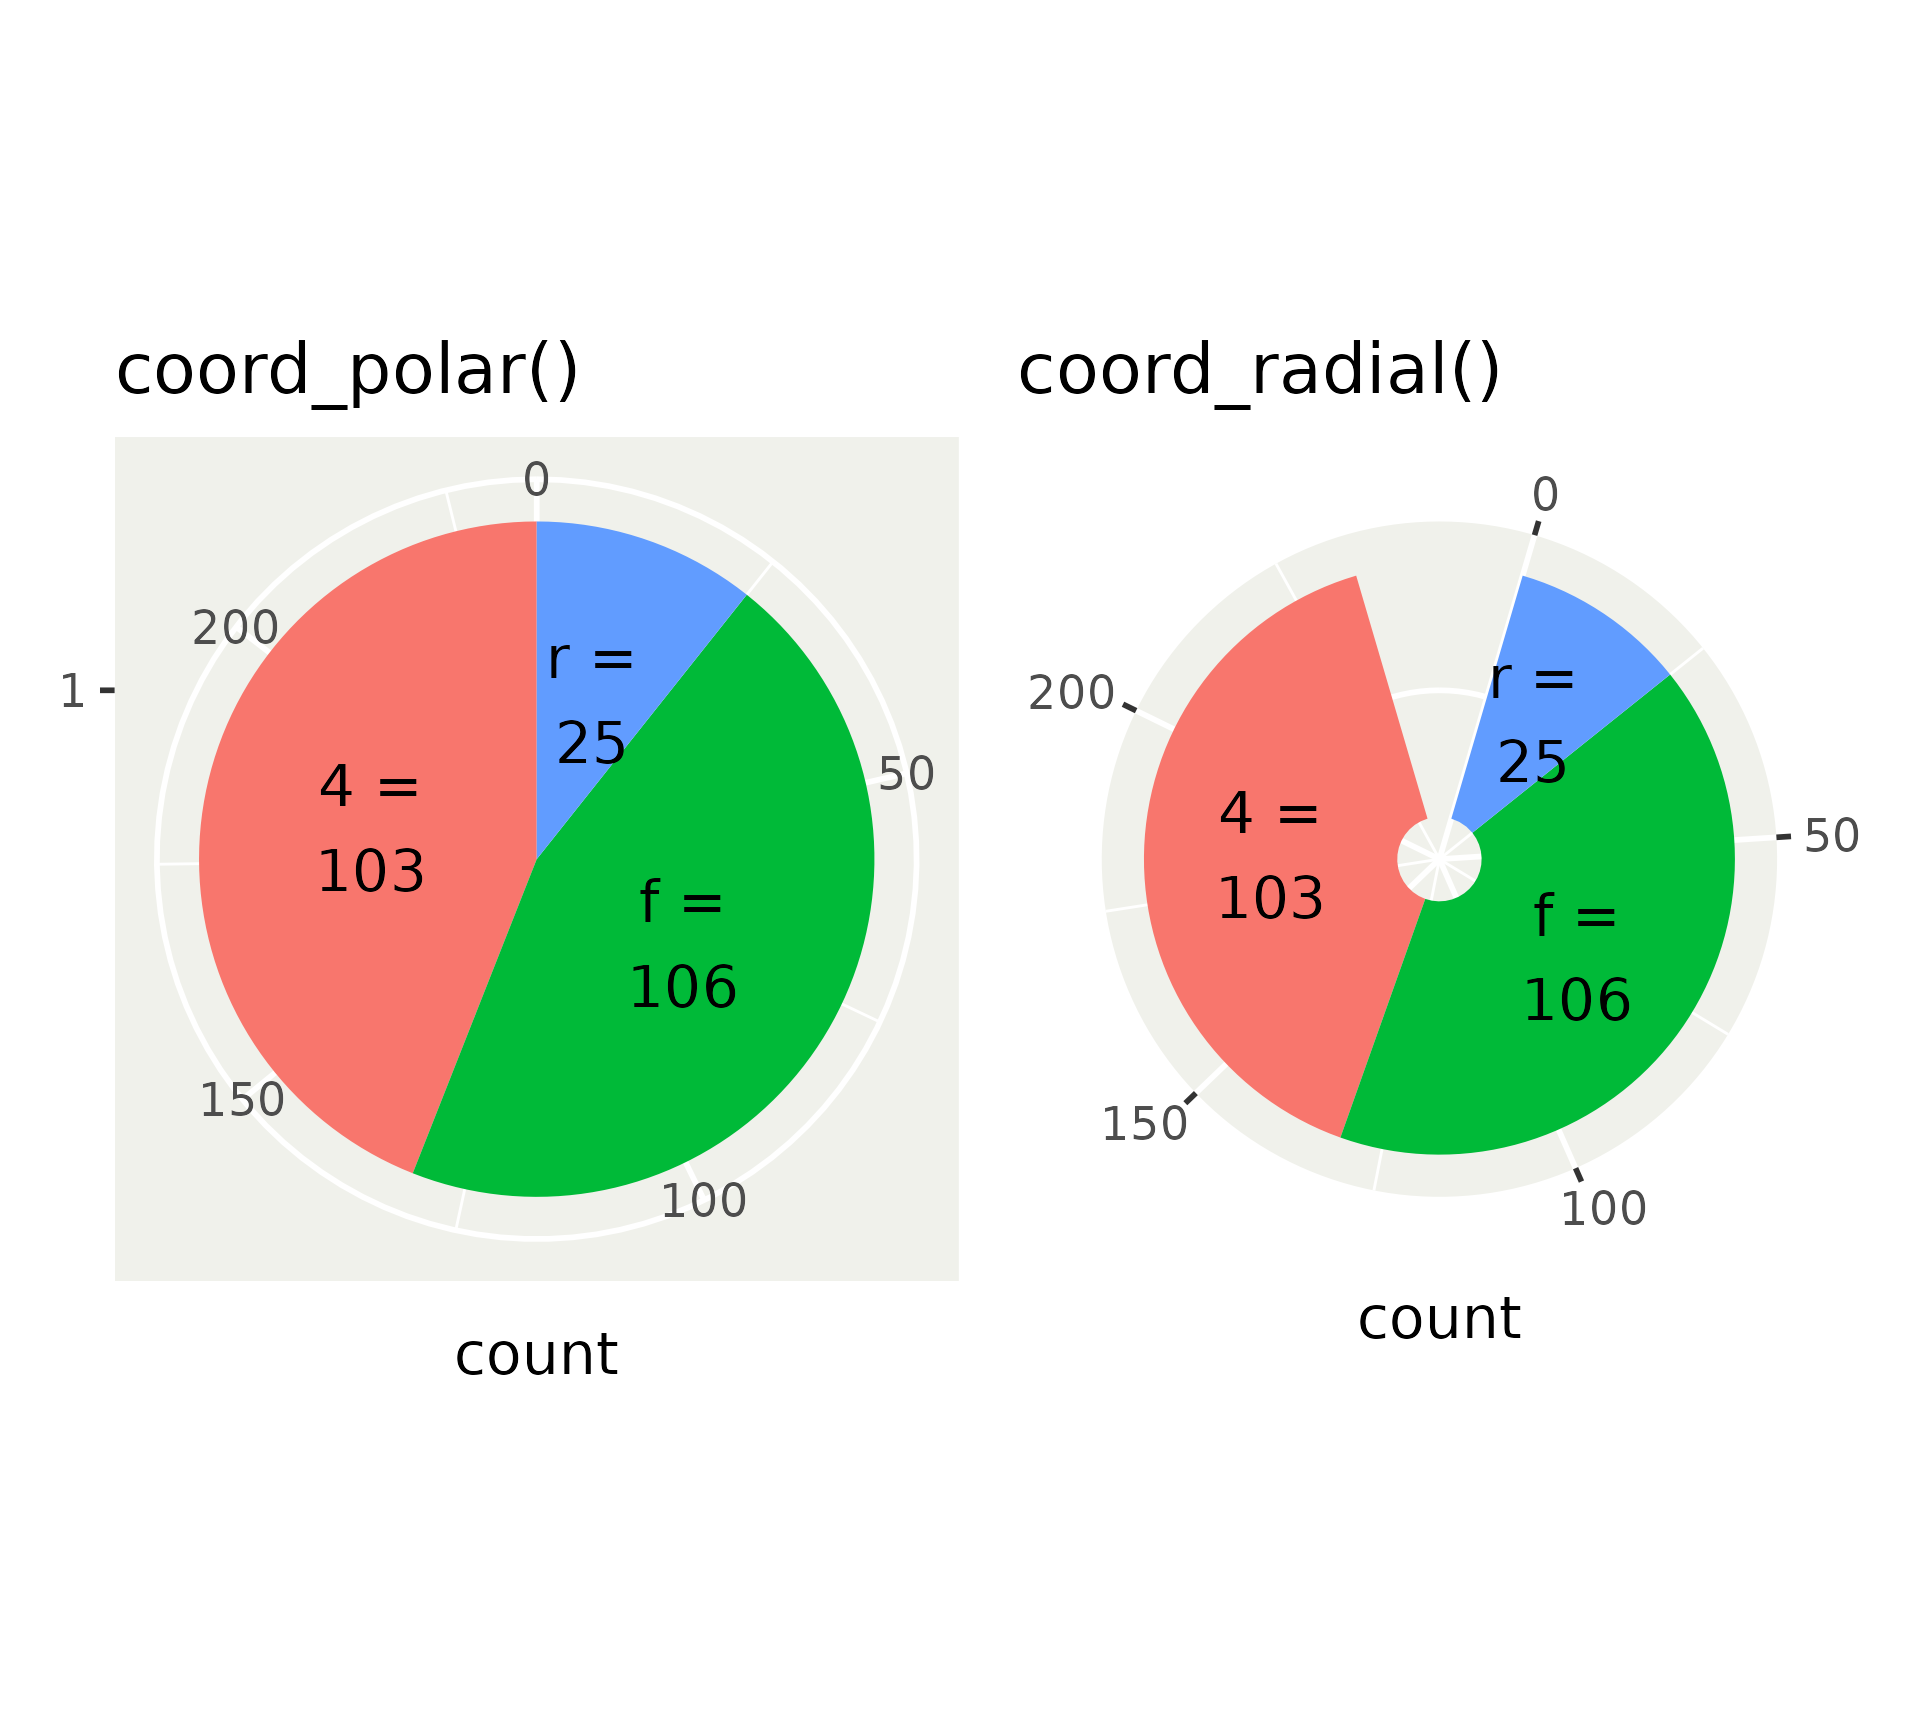 coord_polar()
0
200
1
r =
25
50
4 =
103
f =
106
150
100
count
coord_radial()
0
200
r =
25
50
4 =
103
f =
106
150
100
count